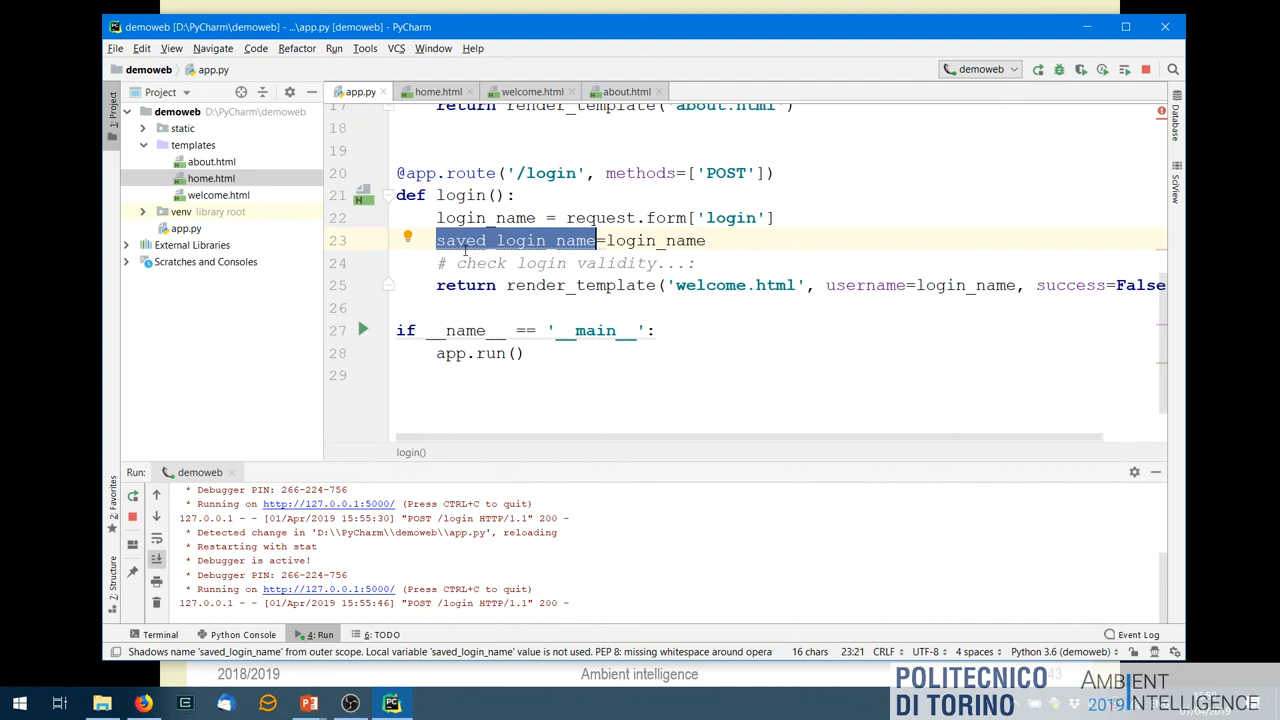 demoweb [D:\PyCharm\demoweb] - ...\app.py [demoweb] - PyCharm
File Edit View Navigate Code Refactor Run Tools VCS Window Help
demoweb app.py demoweb
1: Project
Project
app.py home.html welcome.html about.html
demoweb D:\PyCharm\demoweb
static
templates
about.html
home.html
welcome.html
venv library root
app.py
External Libraries
Scratches and Consoles
17 return render_template('about.html')
18
19
20 @app.route('/login', methods=['POST'])
21 def login():
22 login_name = request.form['login']
23 saved_login_name=login_name
24 # check login validity...:
25 return render_template('welcome.html', username=login_name, success=False
26
27 if __name__ == '__main__':
28 app.run()
29
login()
Database
SciView
Run: demoweb
2: Favorites
7: Structure
* Debugger PIN: 266-224-756
* Running on http://127.0.0.1:5000/ (Press CTRL+C to quit)
127.0.0.1 - - [01/Apr/2019 15:55:30] "POST /login HTTP/1.1" 200 -
* Detected change in 'D:\\PyCharm\\demoweb\\app.py', reloading
* Restarting with stat
* Debugger is active!
* Debugger PIN: 266-224-756
* Running on http://127.0.0.1:5000/ (Press CTRL+C to quit)
127.0.0.1 - - [01/Apr/2019 15:55:46] "POST /login HTTP/1.1" 200 -
Terminal Python Console 4: Run 6: TODO Event Log
Shadows name 'saved_login_name' from outer scope. Local variable 'saved_login_name' value is not used. PEP 8: missing whitespace around opera 23:21 CRLF UTF-8 4 spaces Python 3.6 (demoweb)
2018/2019 Ambient intelligence 43
POLITECNICO
DI TORINO
AMBIENT
2019 INTELLIGENCE